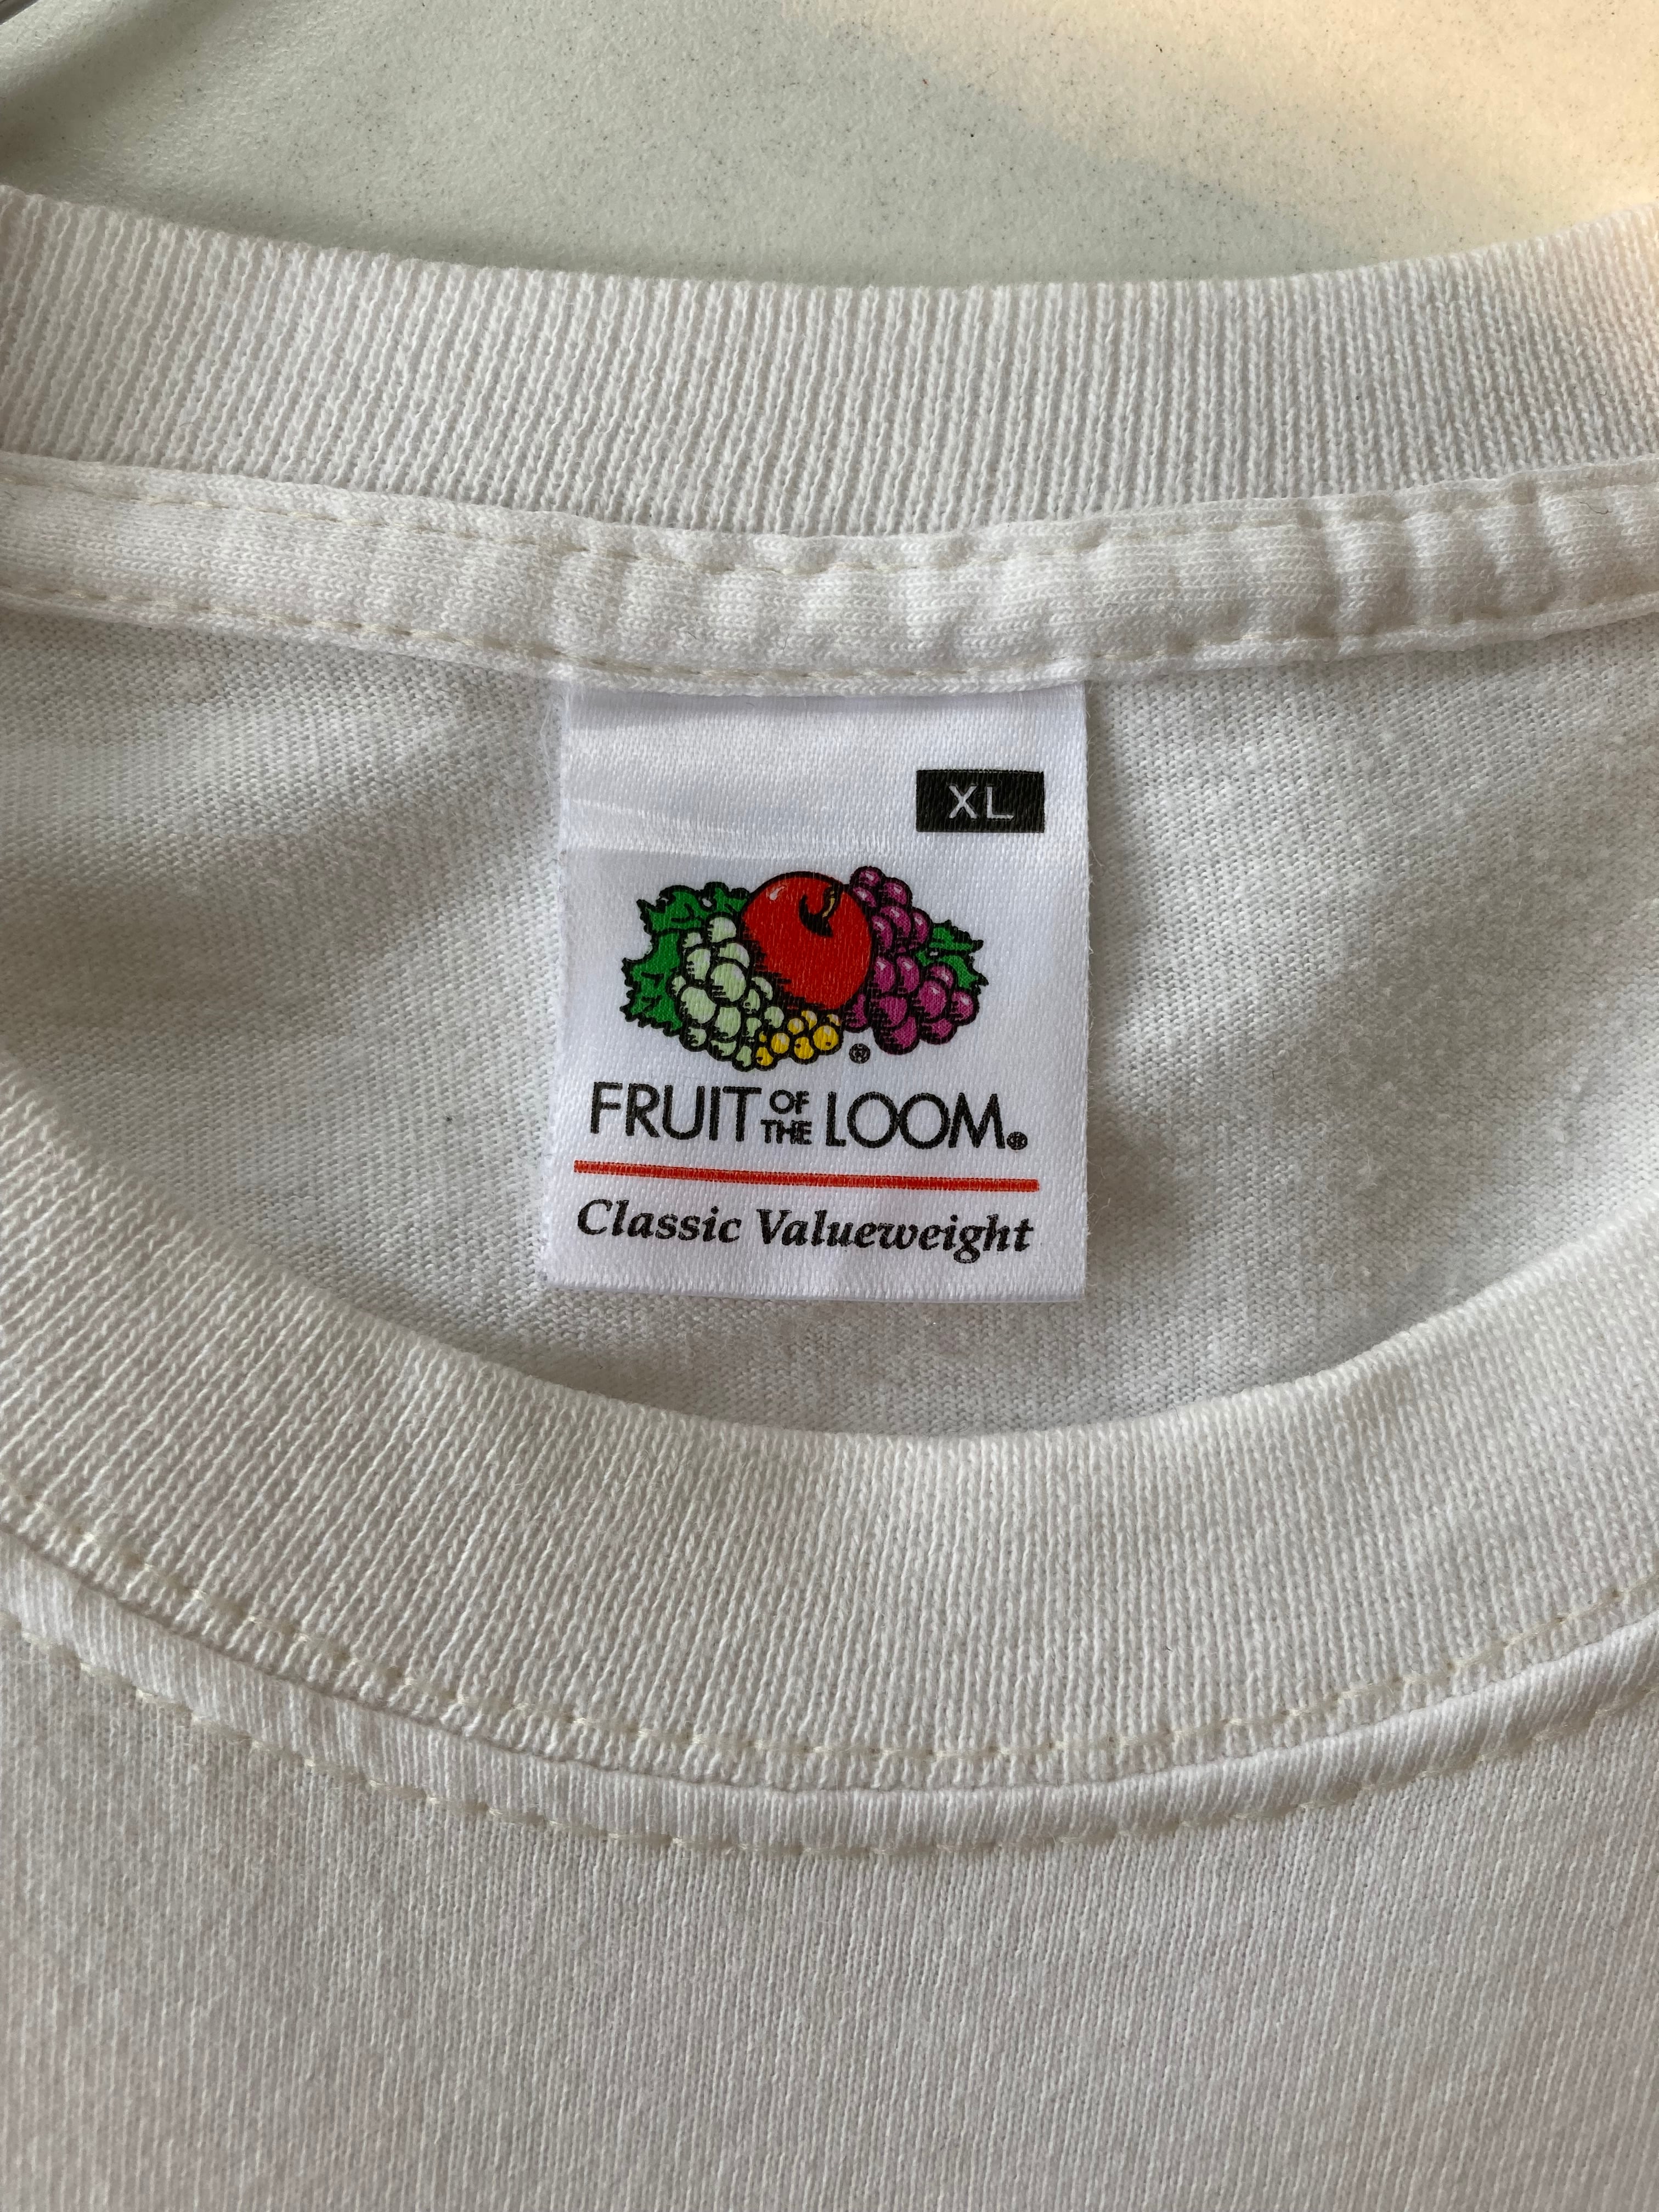 XL
®
FRUIT OF THE LOOM®
Classic Valueweight